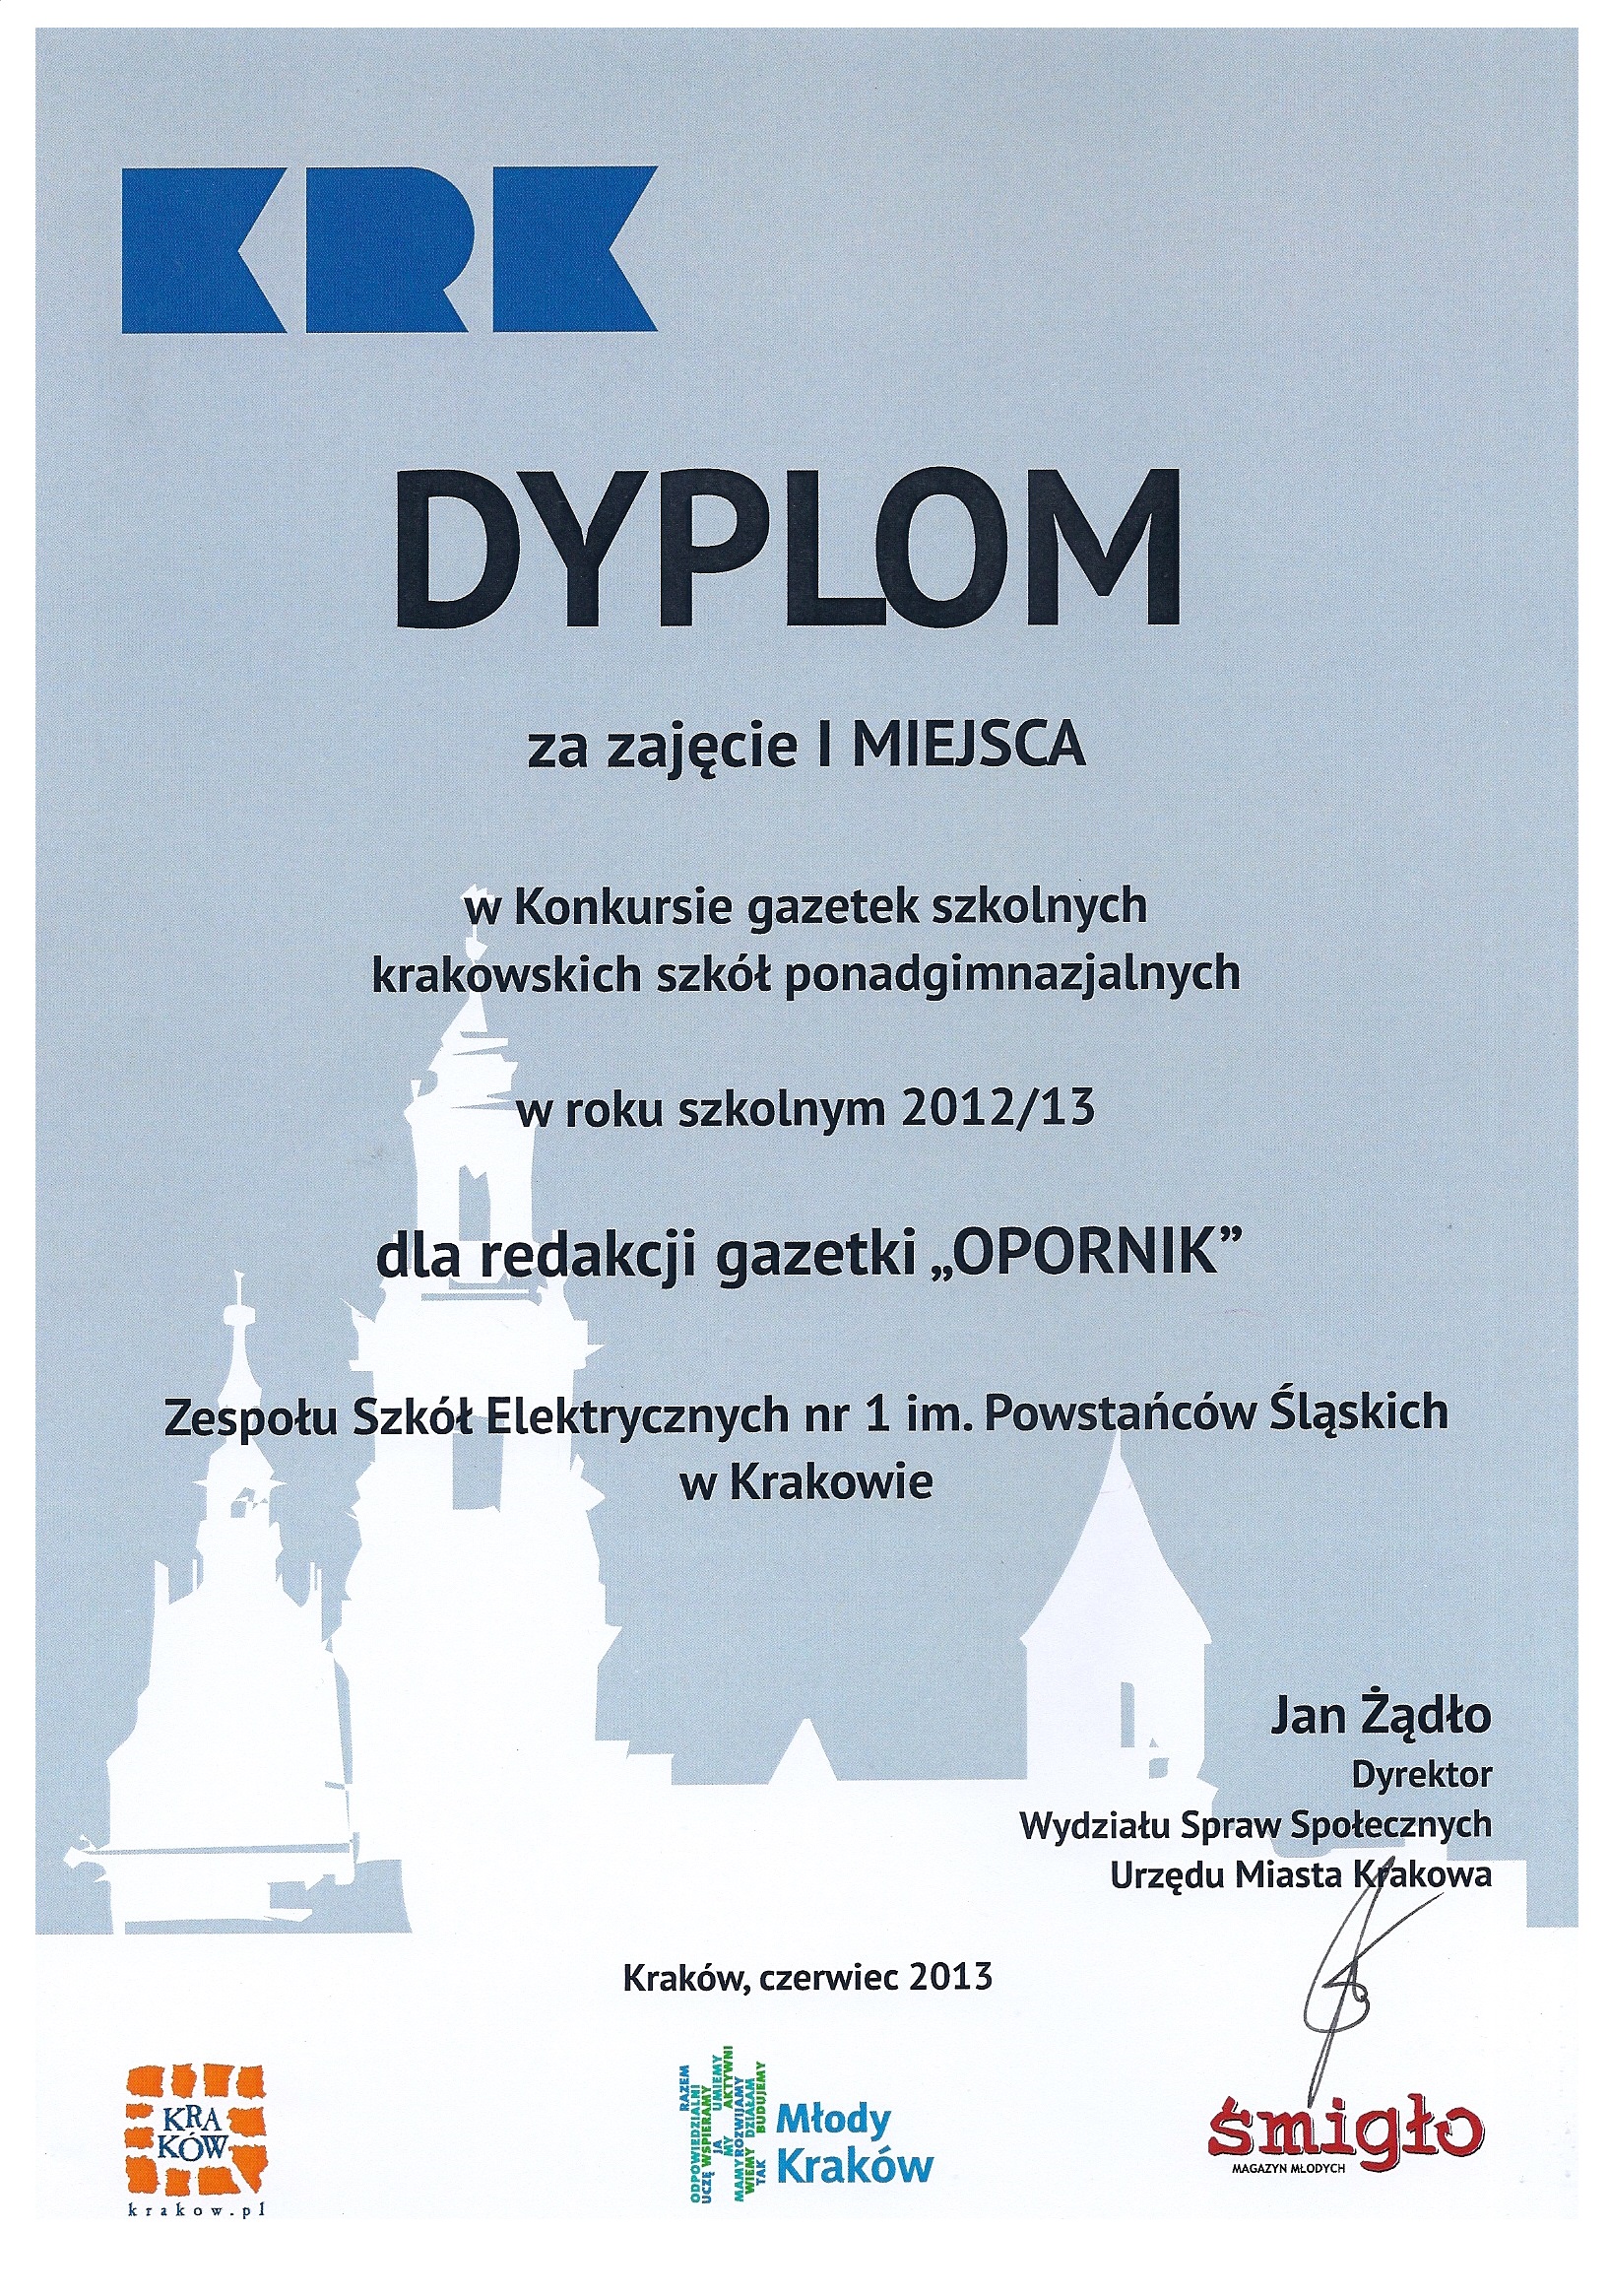 KRK
DYPLOM
za zajęcie I MIEJSCA
w Konkursie gazetek szkolnych
krakowskich szkół ponadgimnazjalnych
w roku szkolnym 2012/13
dla redakcji gazetki „OPORNIK”
Zespołu Szkół Elektrycznych nr 1 im. Powstańców Śląskich
w Krakowie
Jan Żądło
Dyrektor
Wydziału Spraw Społecznych
Urzędu Miasta Krakowa
Kraków, czerwiec 2013
KRA
KÓW
krakow.pl
ODPOWIEDZIALNI
RAZEM
UCZĘ WSPIERAMY
JA UMIEMY
MY AKTYWNI
MAMY ROZWIJAMY
WIEMY DZIAŁAM
TAK BUDUJEMY
Młody
Kraków
śmigło
MAGAZYN MŁODYCH